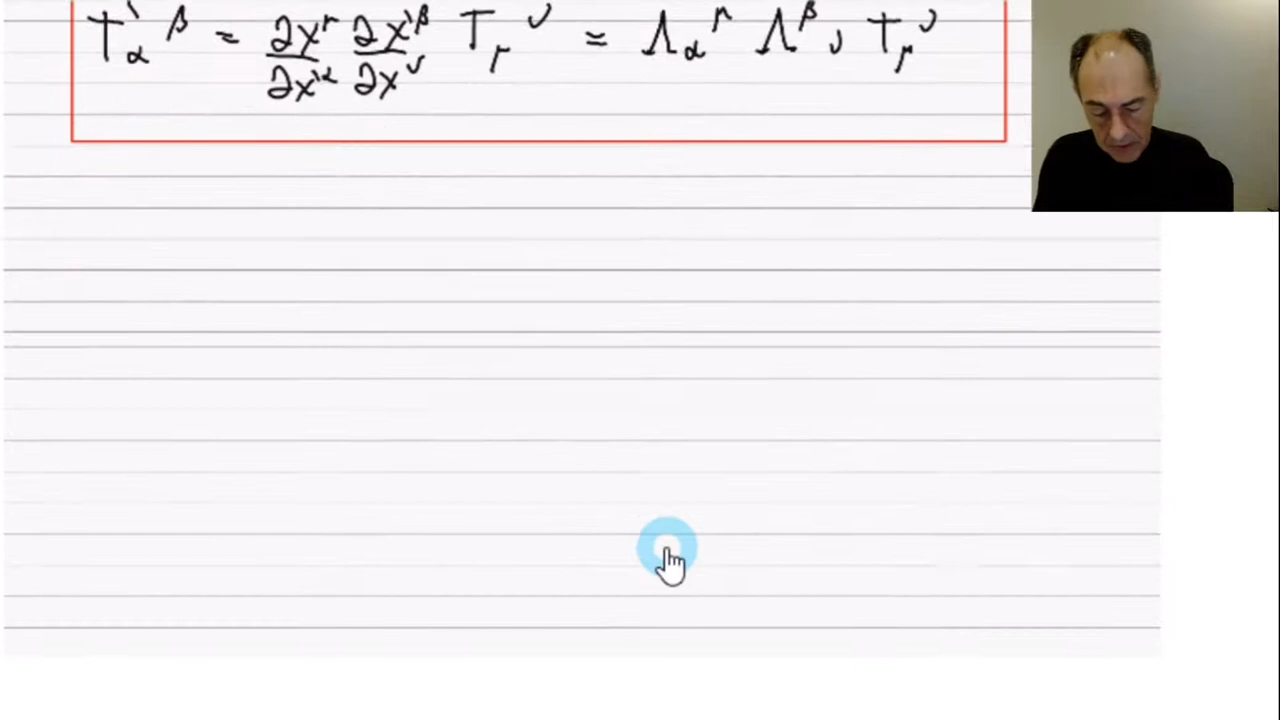 T'_α^β = ∂x^μ/∂x'^α ∂x'^β/∂x^ν T_μ^ν = Λ_α^μ Λ^β_ν T_μ^ν